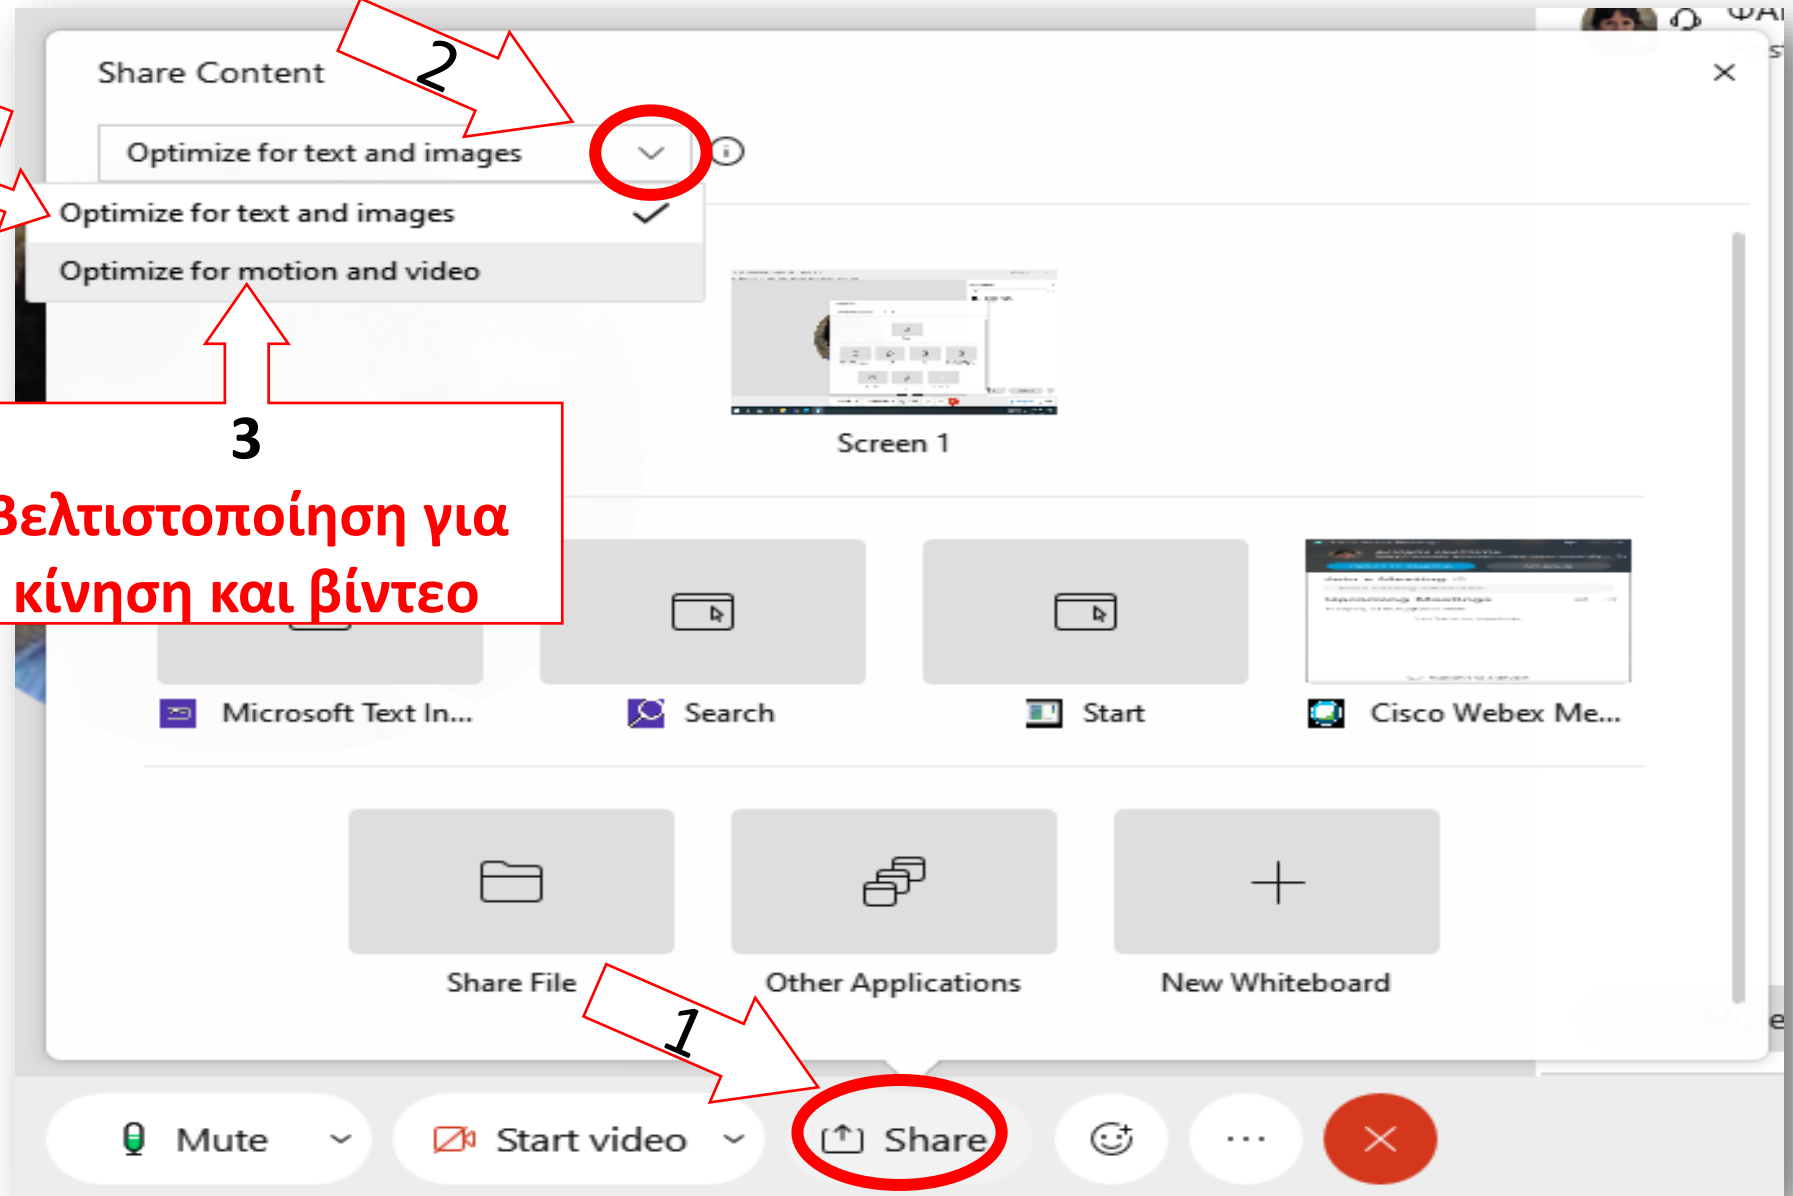 2
Share Content
Optimize for text and images
Optimize for text and images
Optimize for motion and video
Screen 1
3
Βελτιστοποίηση για
κίνηση και βίντεο
Microsoft Text In...
Search
Start
Cisco Webex Me...
Share File
Other Applications
New Whiteboard
1
Mute
Start video
Share